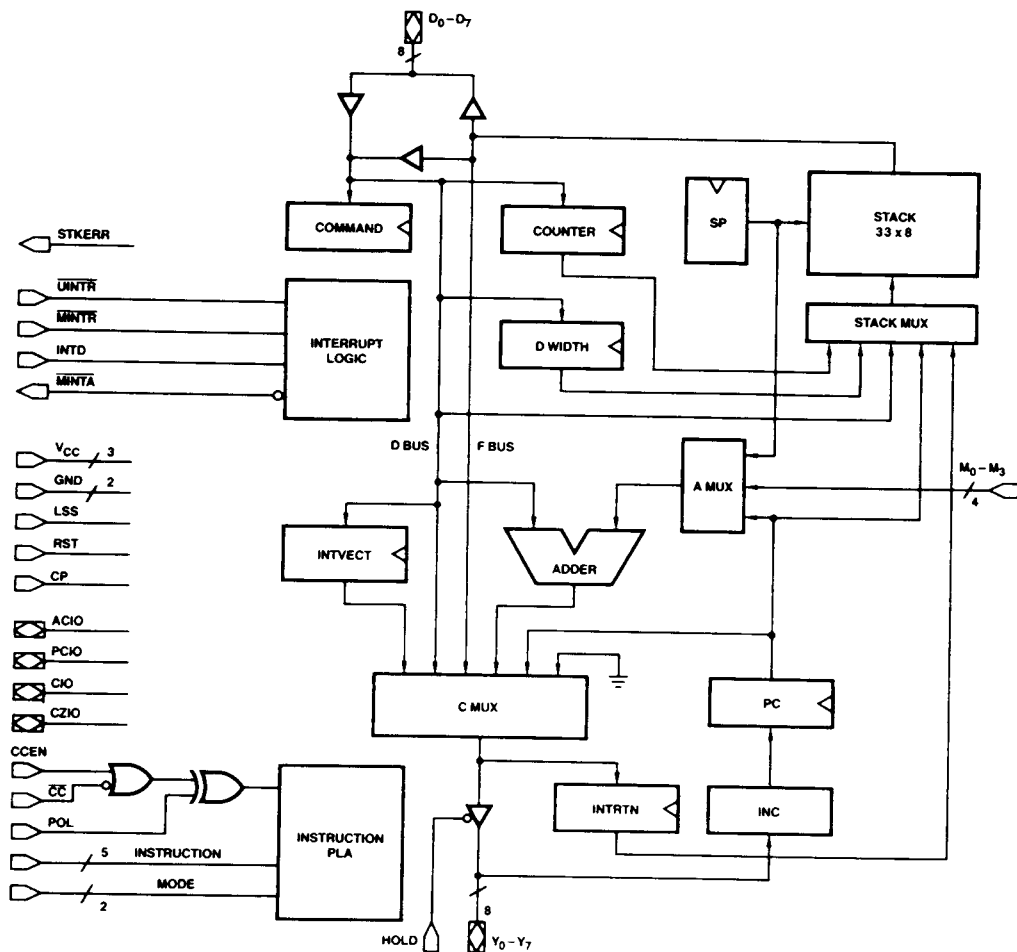 D0–D7
8
COMMAND
COUNTER
SP
STACK
33 x 8
STKERR
UINTR
MINTR
INTD
MINTA
INTERRUPT
LOGIC
D WIDTH
STACK MUX
D BUS
F BUS
VCC
3
GND
2
LSS
RST
CP
A MUX
M0–M3
4
INTVECT
ADDER
ACIO
PCIO
CIO
CZIO
C MUX
PC
CCEN
CC
POL
INSTRUCTION
5
MODE
2
INSTRUCTION
PLA
INTRTN
INC
8
HOLD
Y0–Y7